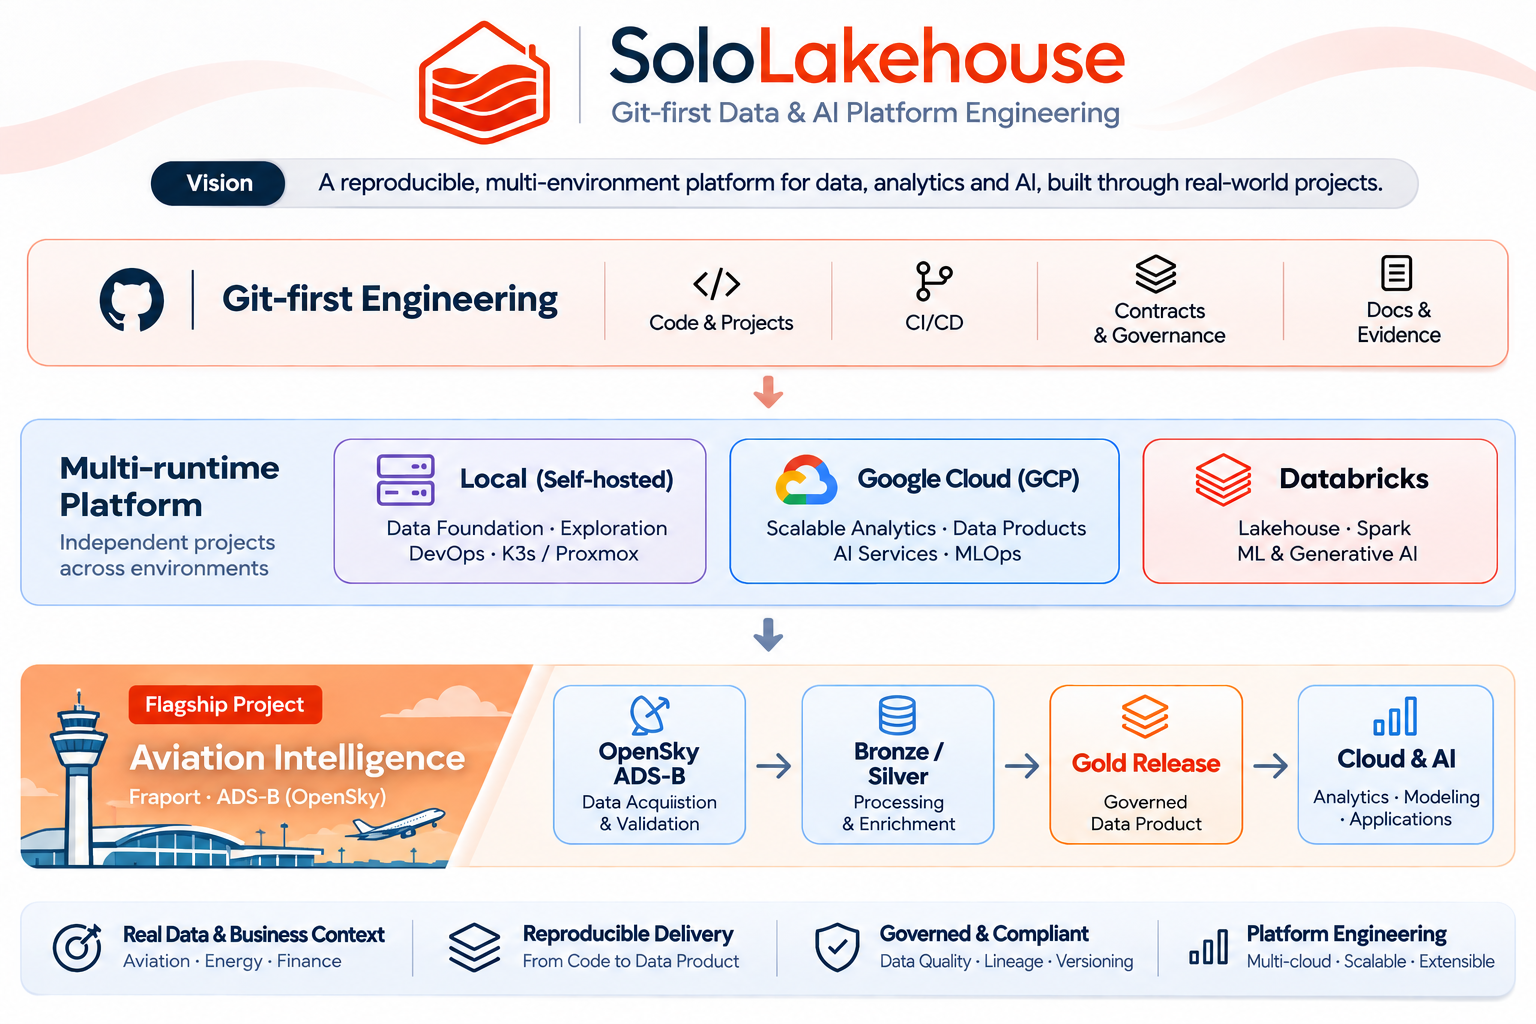 SoloLakehouse
Git-first Data & AI Platform Engineering
Vision
A reproducible, multi-environment platform for data, analytics and AI, built through real-world projects.
Git-first Engineering
Code & Projects
CI/CD
Contracts
& Governance
Docs &
Evidence
Multi-runtime
Platform
Independent projects
across environments
Local (Self-hosted)
Data Foundation · Exploration
DevOps · K3s / Proxmox
Google Cloud (GCP)
Scalable Analytics · Data Products
AI Services · MLOps
Databricks
Lakehouse · Spark
ML & Generative AI
Flagship Project
Aviation Intelligence
Fraport · ADS-B (OpenSky)
OpenSky
ADS-B
Data Acquiistion
& Validation
Bronze /
Silver
Processing
& Enrichment
Gold Release
Governed
Data Product
Cloud & AI
Analytics · Modeling
· Applications
Real Data & Business Context
Aviation · Energy · Finance
Reproducible Delivery
From Code to Data Product
Governed & Compliant
Data Quality · Lineage · Versioning
Platform Engineering
Multi-cloud · Scalable · Extensible